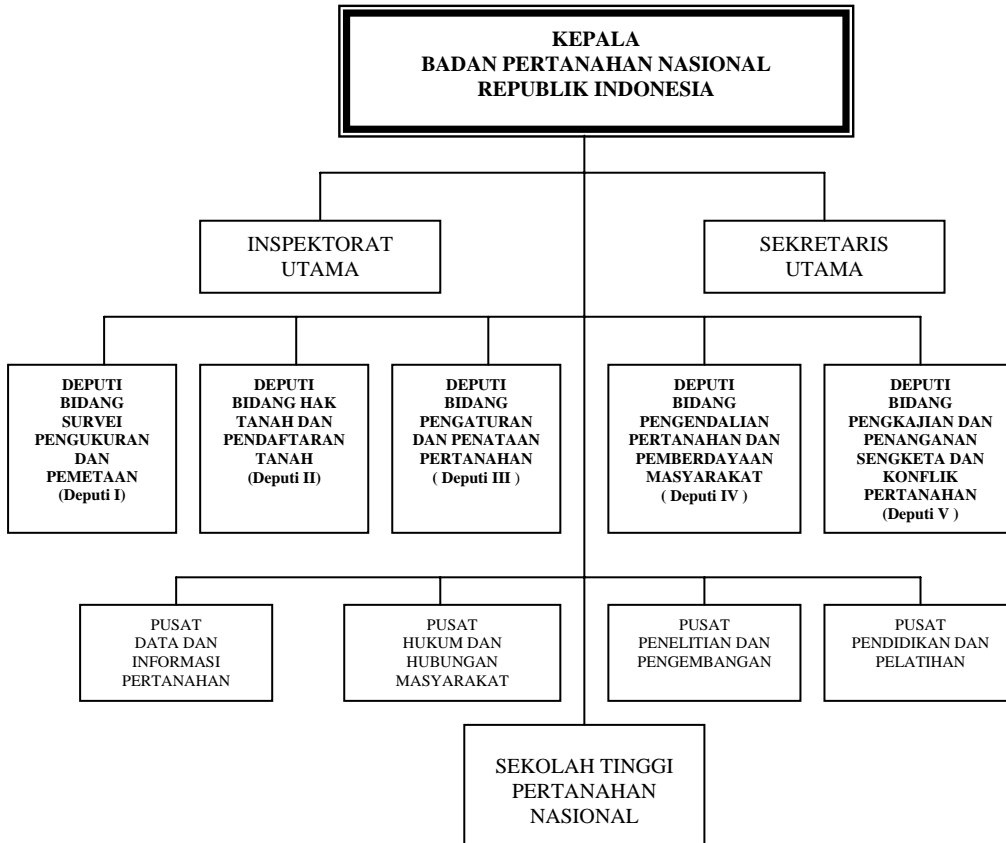 KEPALA
BADAN PERTANAHAN NASIONAL
REPUBLIK INDONESIA
INSPEKTORAT
UTAMA
SEKRETARIS
UTAMA
DEPUTI
BIDANG
SURVEI
PENGUKURAN
DAN
PEMETAAN
(Deputi I)
DEPUTI
BIDANG HAK
TANAH DAN
PENDAFTARAN
TANAH
(Deputi II)
DEPUTI
BIDANG
PENGATURAN
DAN PENATAAN
PERTANAHAN
( Deputi III )
DEPUTI
BIDANG
PENGENDALIAN
PERTANAHAN DAN
PEMBERDAYAAN
MASYARAKAT
( Deputi IV )
DEPUTI
BIDANG
PENGKAJIAN DAN
PENANGANAN
SENGKETA DAN
KONFLIK
PERTANAHAN
(Deputi V )
PUSAT
DATA DAN
INFORMASI
PERTANAHAN
PUSAT
HUKUM DAN
HUBUNGAN
MASYARAKAT
PUSAT
PENELITIAN DAN
PENGEMBANGAN
PUSAT
PENDIDIKAN DAN
PELATIHAN
SEKOLAH TINGGI
PERTANAHAN
NASIONAL